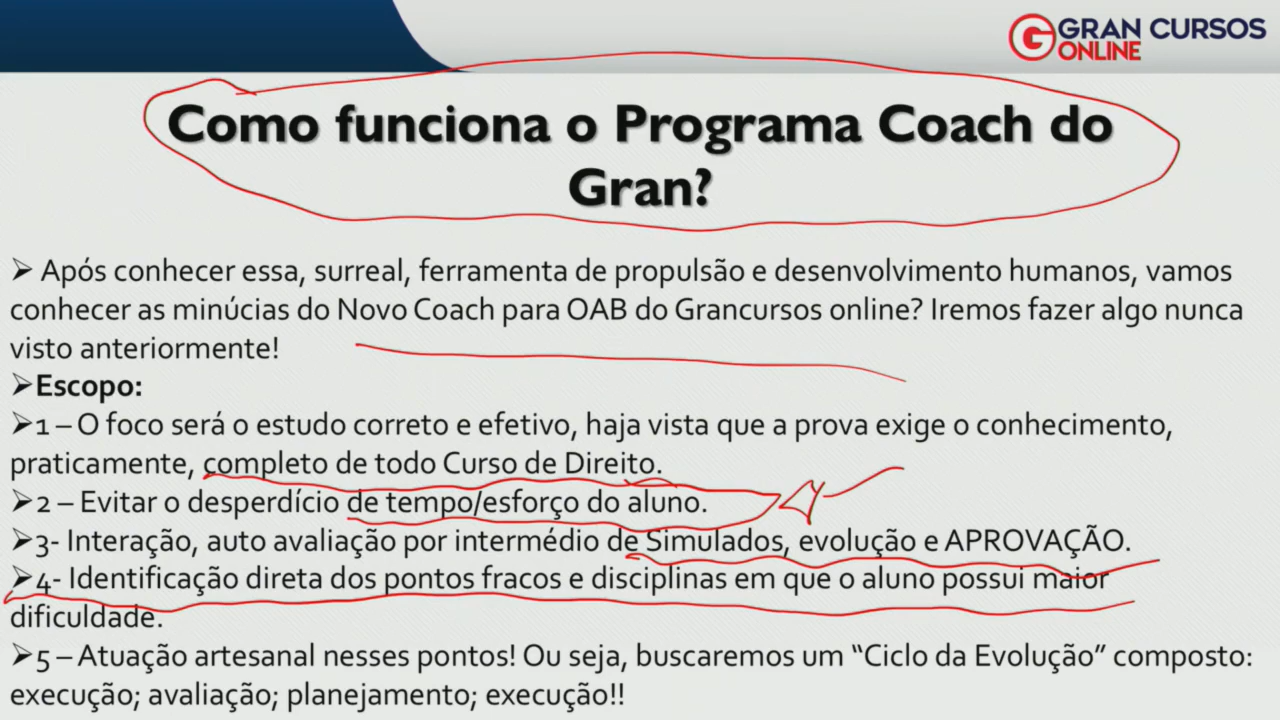 GRAN CURSOS
ONLINE
Como funciona o Programa Coach do
Gran?
➢ Após conhecer essa, surreal, ferramenta de propulsão e desenvolvimento humanos, vamos
conhecer as minúcias do Novo Coach para OAB do Grancursos online? Iremos fazer algo nunca
visto anteriormente!
➢Escopo:
➢1 – O foco será o estudo correto e efetivo, haja vista que a prova exige o conhecimento,
praticamente, completo de todo Curso de Direito.
➢2 – Evitar o desperdício de tempo/esforço do aluno.
➢3- Interação, auto avaliação por intermédio de Simulados, evolução e APROVAÇÃO.
➢4- Identificação direta dos pontos fracos e disciplinas em que o aluno possui maior
dificuldade.
➢5 – Atuação artesanal nesses pontos! Ou seja, buscaremos um “Ciclo da Evolução” composto:
execução; avaliação; planejamento; execução!!